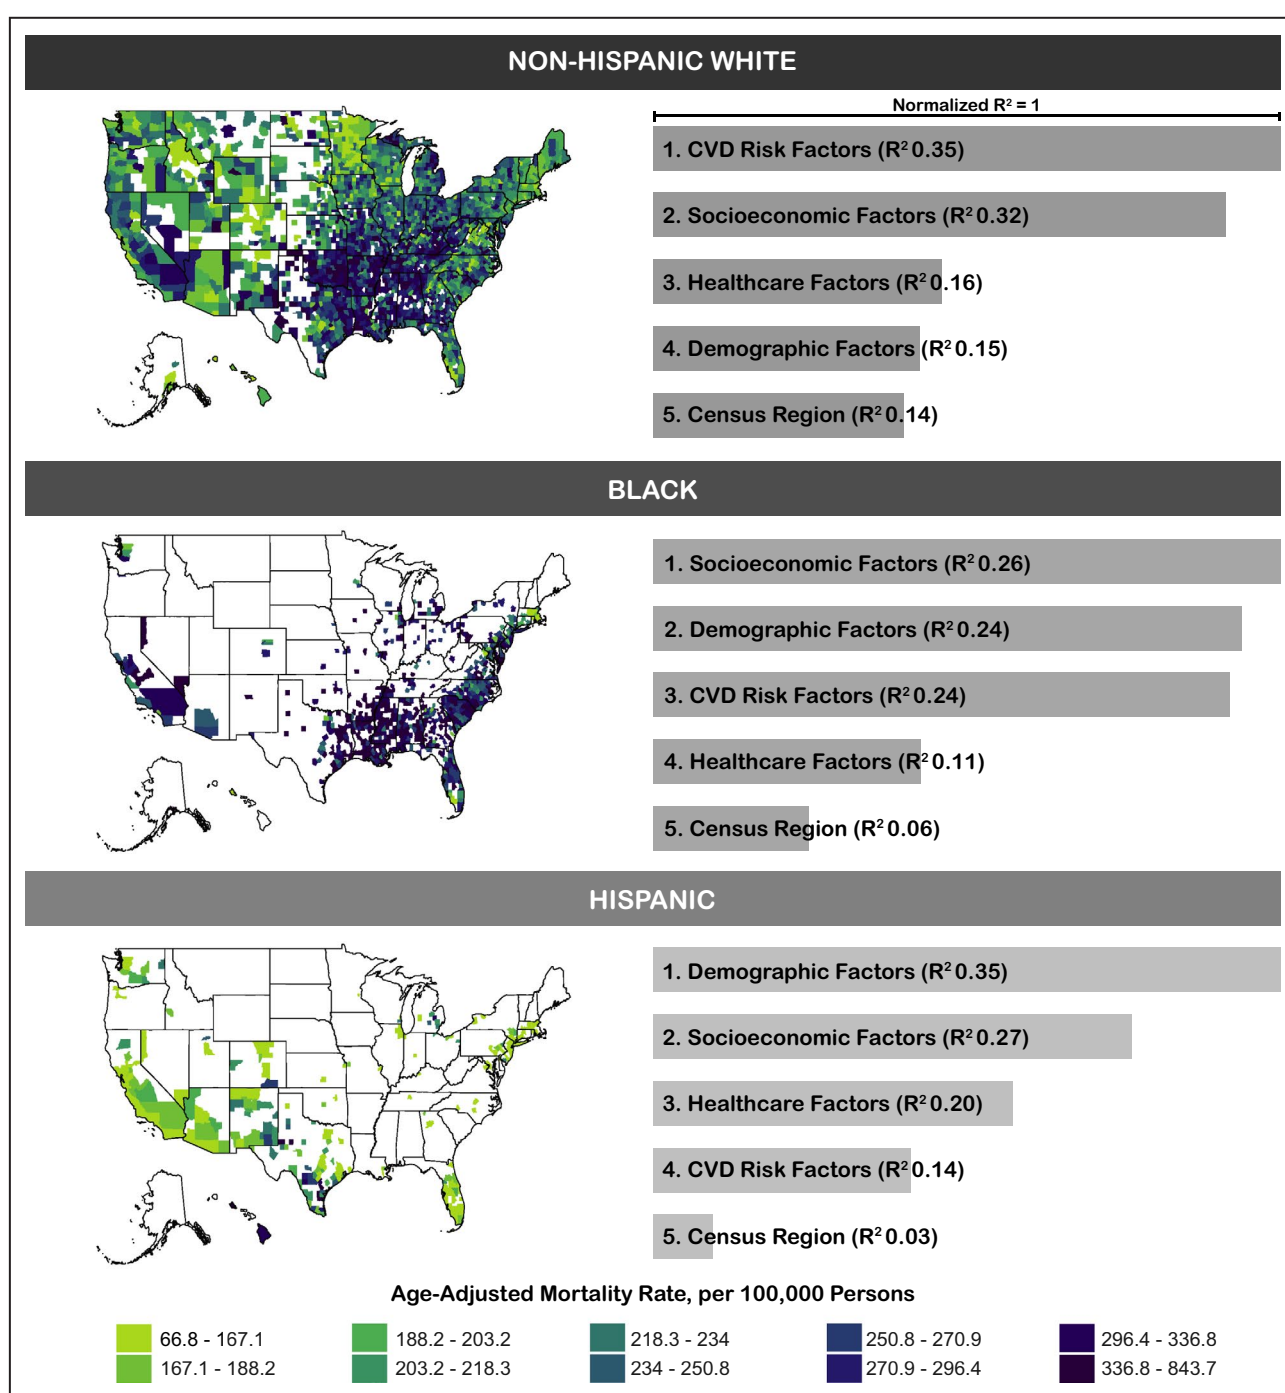 NON-HISPANIC WHITE
Normalized R² = 1
1. CVD Risk Factors (R² 0.35)
2. Socioeconomic Factors (R² 0.32)
3. Healthcare Factors (R² 0.16)
4. Demographic Factors (R² 0.15)
5. Census Region (R² 0.14)
BLACK
1. Socioeconomic Factors (R² 0.26)
2. Demographic Factors (R² 0.24)
3. CVD Risk Factors (R² 0.24)
4. Healthcare Factors (R² 0.11)
5. Census Region (R² 0.06)
HISPANIC
1. Demographic Factors (R² 0.35)
2. Socioeconomic Factors (R² 0.27)
3. Healthcare Factors (R² 0.20)
4. CVD Risk Factors (R² 0.14)
5. Census Region (R² 0.03)
Age-Adjusted Mortality Rate, per 100,000 Persons
66.8 - 167.1 188.2 - 203.2 218.3 - 234 250.8 - 270.9 296.4 - 336.8
167.1 - 188.2 203.2 - 218.3 234 - 250.8 270.9 - 296.4 336.8 - 843.7